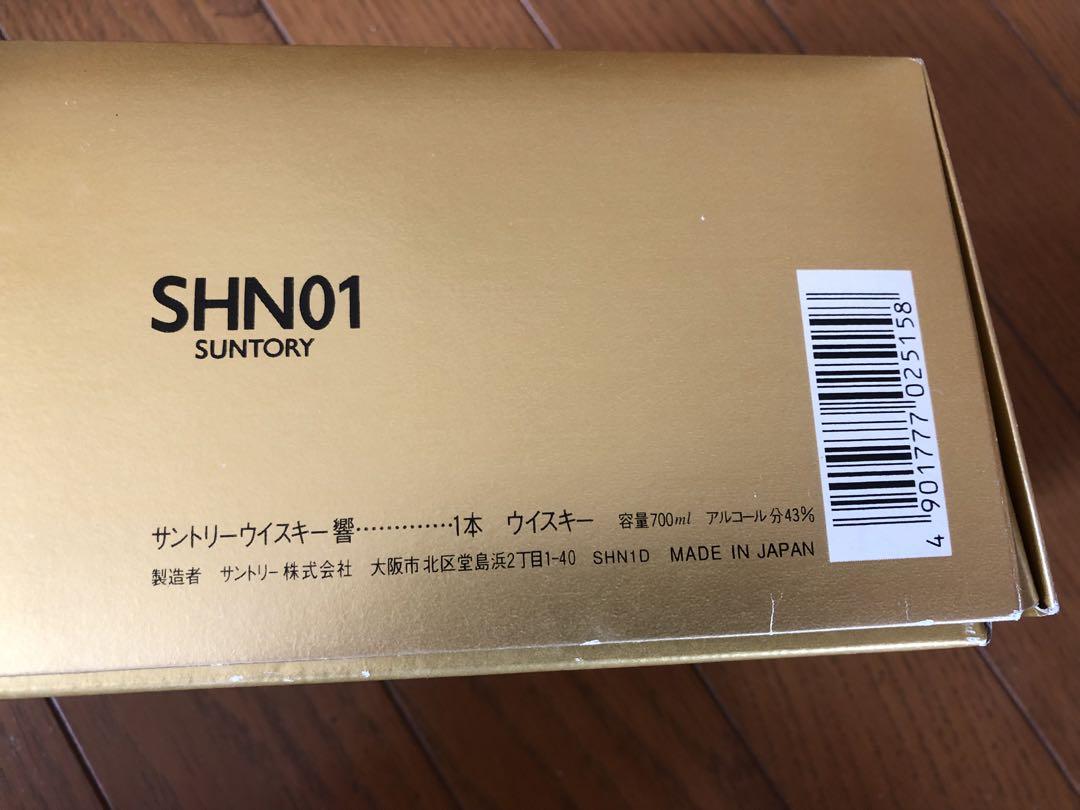 SHN01
SUNTORY
サントリーウイスキー響·············1本 ウイスキー 容量700ml アルコール分43%
製造者 サントリー株式会社 大阪市北区堂島浜2丁目1-40 SHN1D MADE IN JAPAN
4 901777 025158